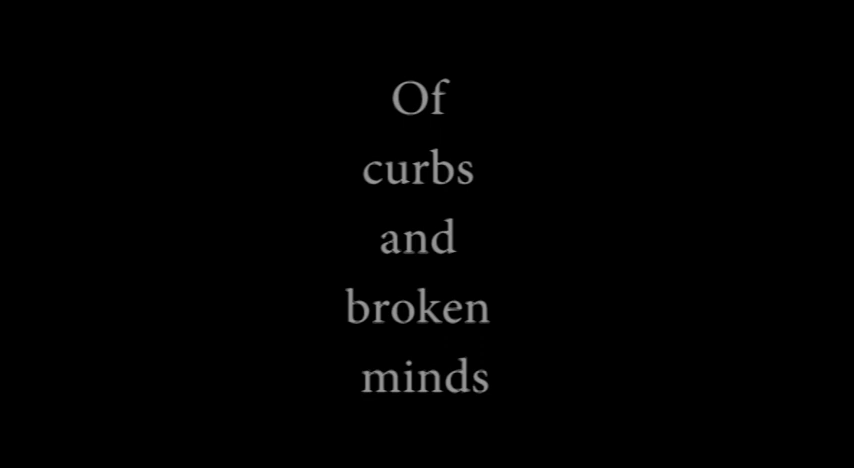 Of
curbs
and
broken
minds